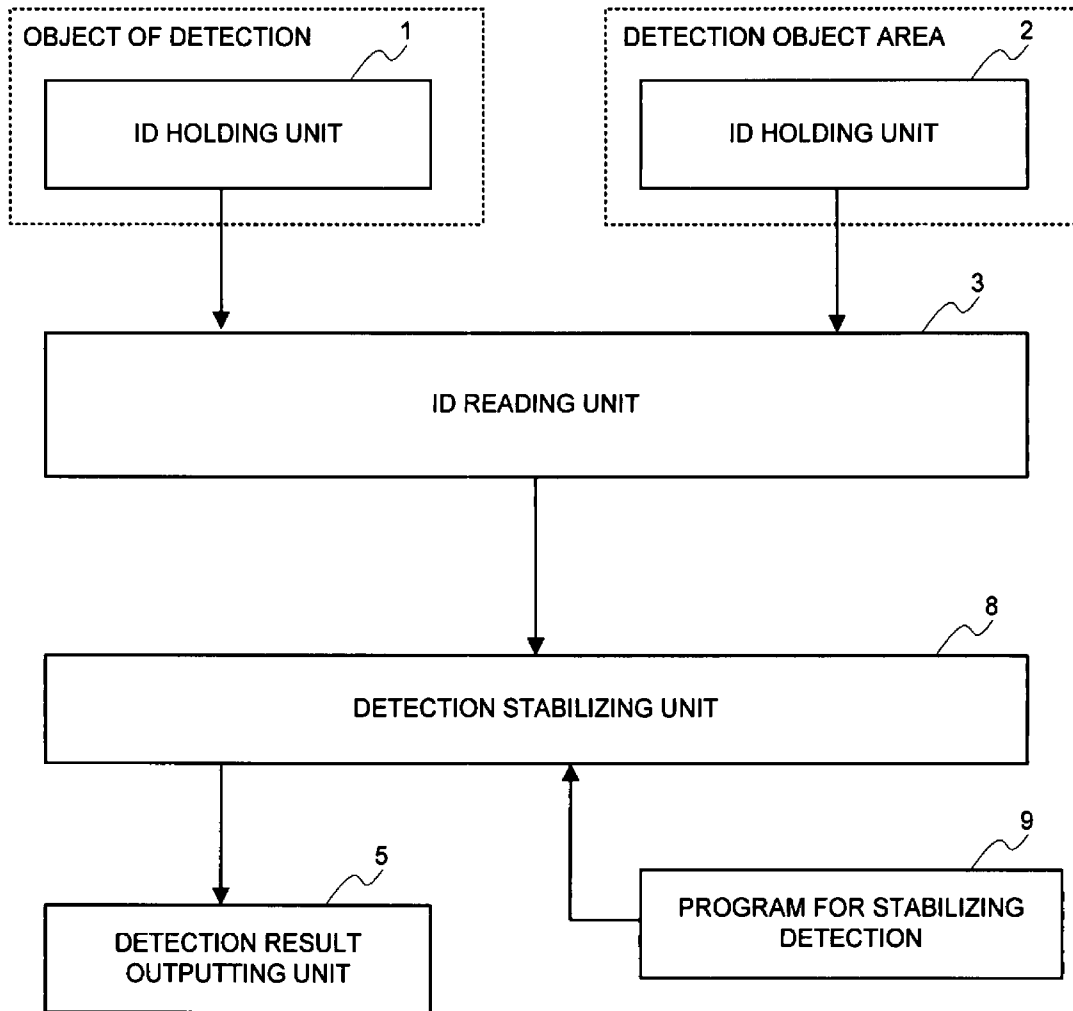 OBJECT OF DETECTION
1
DETECTION OBJECT AREA
2
ID HOLDING UNIT
ID HOLDING UNIT
3
ID READING UNIT
8
DETECTION STABILIZING UNIT
5
9
DETECTION RESULT
OUTPUTTING UNIT
PROGRAM FOR STABILIZING
DETECTION